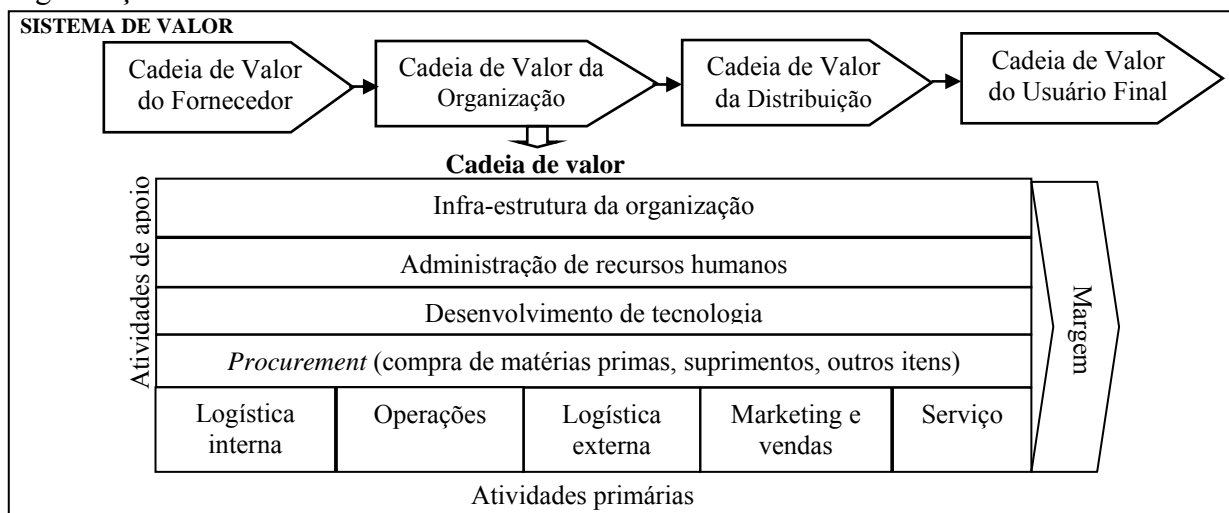 SISTEMA DE VALOR
Cadeia de Valor
do Fornecedor
Cadeia de Valor da
Organização
Cadeia de Valor
da Distribuição
Cadeia de Valor
do Usuário Final
Cadeia de valor
Atividades de apoio
Infra-estrutura da organização
Administração de recursos humanos
Desenvolvimento de tecnologia
Procurement (compra de matérias primas, suprimentos, outros itens)
Logística
interna
Operações
Logística
externa
Marketing e
vendas
Serviço
Margem
Atividades primárias